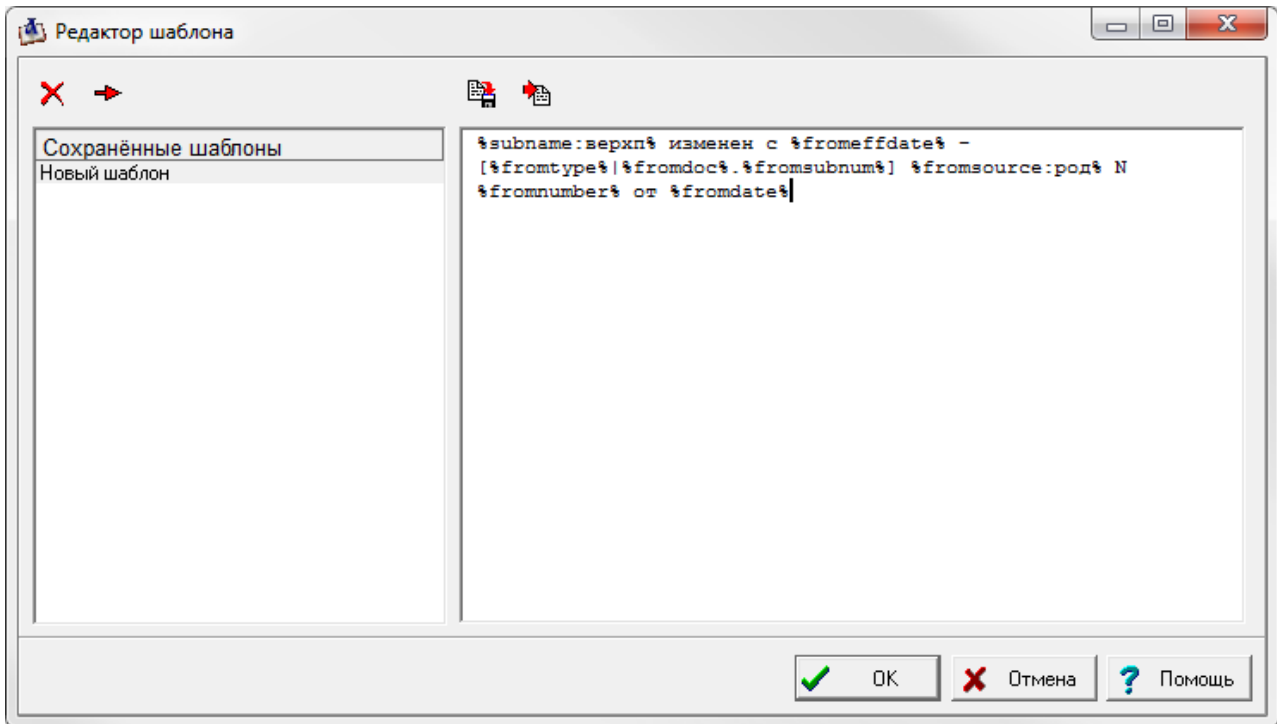 Редактор шаблона
Сохранённые шаблоны
Новый шаблон
%subname:верхп% изменен с %fromeffdate% -
[%fromtype%|%fromdoc%.%fromsubnum%] %fromsource:род% N
%fromnumber% от %fromdate%
OK
Отмена
Помощь